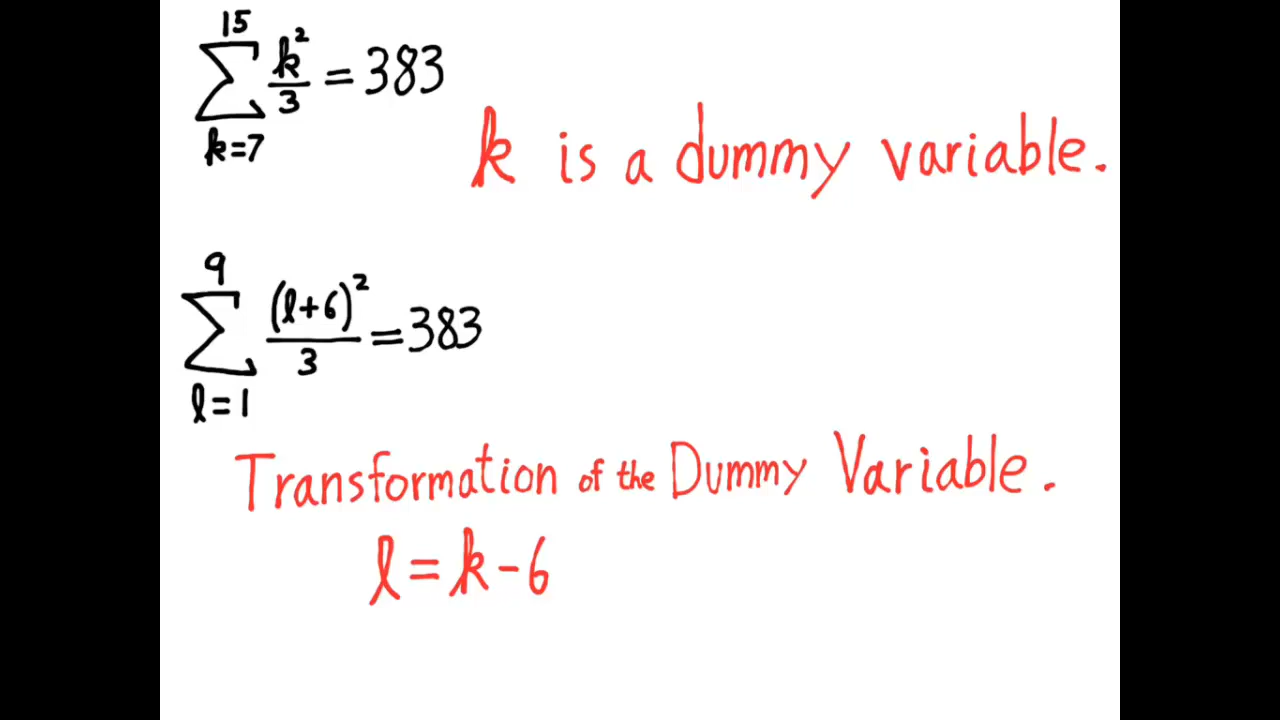 15
∑ k²/3 = 383
k=7
k is a dummy variable.
9
∑ (l+6)²/3 = 383
l=1
Transformation of the Dummy Variable.
l = k - 6